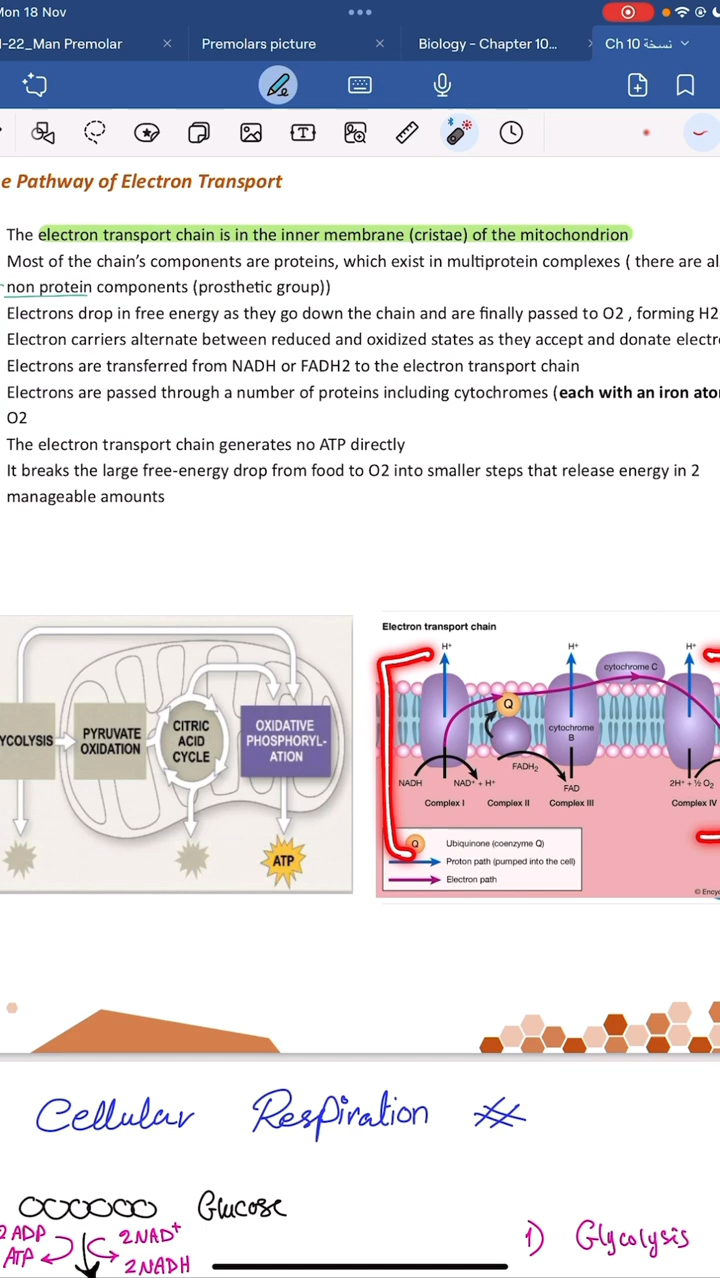 Mon 18 Nov
I-22_Man Premolar × Premolars picture × Biology - Chapter 10... × Ch 10 نسخة
e Pathway of Electron Transport
The electron transport chain is in the inner membrane (cristae) of the mitochondrion
Most of the chain's components are proteins, which exist in multiprotein complexes ( there are al
non protein components (prosthetic group))
Electrons drop in free energy as they go down the chain and are finally passed to O2 , forming H2
Electron carriers alternate between reduced and oxidized states as they accept and donate electr
Electrons are transferred from NADH or FADH2 to the electron transport chain
Electrons are passed through a number of proteins including cytochromes (each with an iron ato
O2
The electron transport chain generates no ATP directly
It breaks the large free-energy drop from food to O2 into smaller steps that release energy in 2
manageable amounts
YCOLYSIS
PYRUVATE
OXIDATION
CITRIC
ACID
CYCLE
OXIDATIVE
PHOSPHORYL-
ATION
ATP
Electron transport chain
H+ H+ H+
cytochrome C
Q
cytochrome
B
FADH₂
NADH NAD+ + H+ FAD 2H+ + ½ O₂
Complex I Complex II Complex III Complex IV
Q Ubiquinone (coenzyme Q)
Proton path (pumped into the cell)
Electron path
© Ency
Cellular Respiration #
Glucose
2 ADP 2NAD+
ATP 2NADH
1) Glycolysis